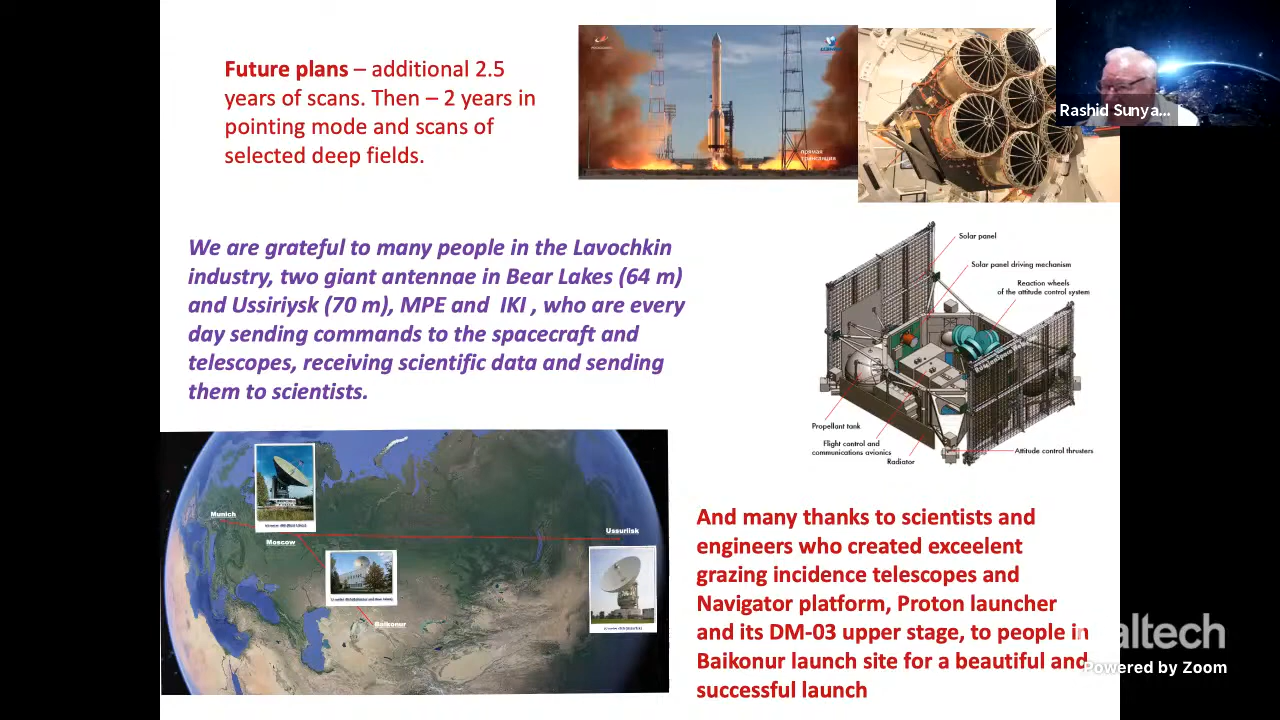 Future plans – additional 2.5
years of scans. Then – 2 years in
pointing mode and scans of
selected deep fields.
прямая
трансляция
Rashid Sunya...
We are grateful to many people in the Lavochkin
industry, two giant antennae in Bear Lakes (64 m)
and Ussiriysk (70 m), MPE and IKI , who are every
day sending commands to the spacecraft and
telescopes, receiving scientific data and sending
them to scientists.
Solar panel
Solar panel driving mechanism
Reaction wheels
of the attitude control system
Propellant tank
Flight control and
communications avionics
Radiator
Attitude control thrusters
Munich
Moscow
Ussuriisk
Baikonur
And many thanks to scientists and
engineers who created exceelent
grazing incidence telescopes and
Navigator platform, Proton launcher
and its DM-03 upper stage, to people in
Baikonur launch site for a beautiful and
successful launch
altech
Powered by Zoom